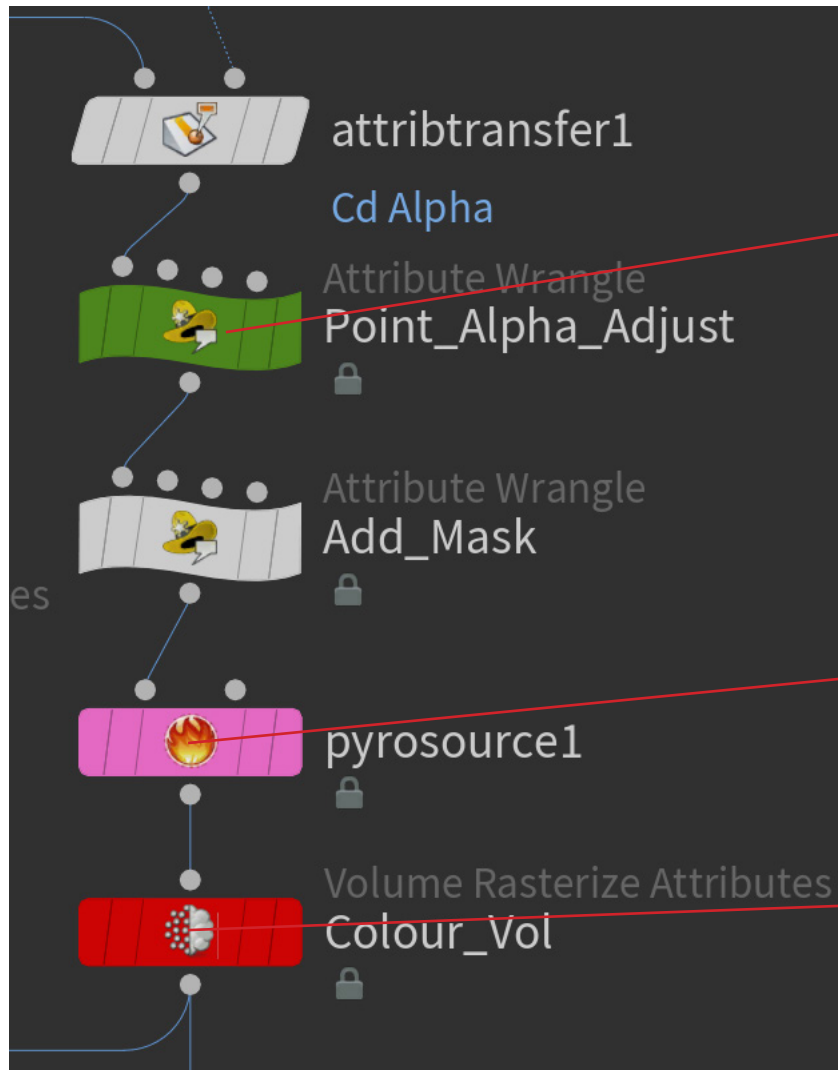 attribtransfer1
Cd Alpha
Attribute Wrangle
Point_Alpha_Adjust
Attribute Wrangle
Add_Mask
es
pyrosource1
Volume Rasterize Attributes
Colour_Vol